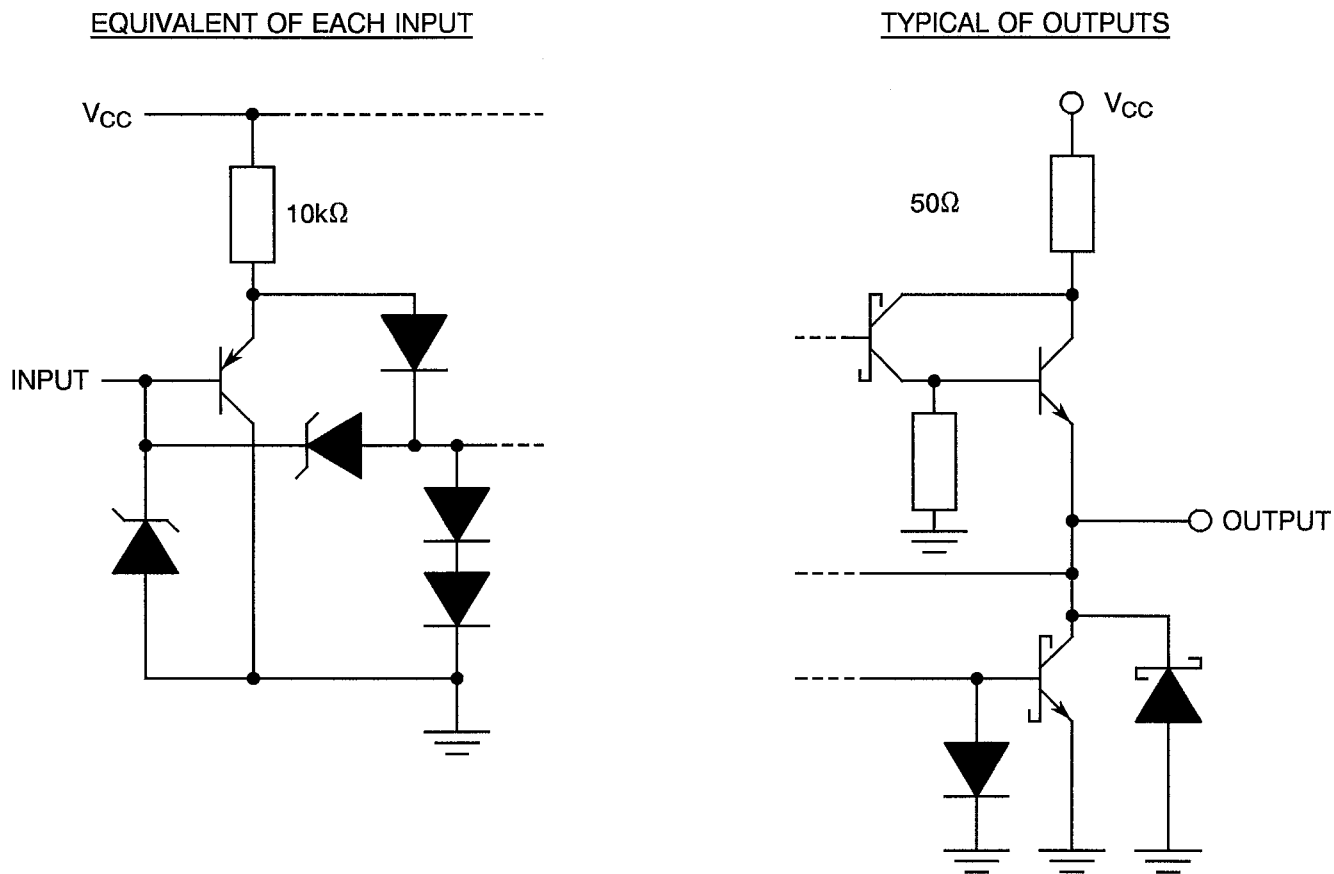 EQUIVALENT OF EACH INPUT
TYPICAL OF OUTPUTS
VCC
10kΩ
INPUT
VCC
50Ω
OUTPUT